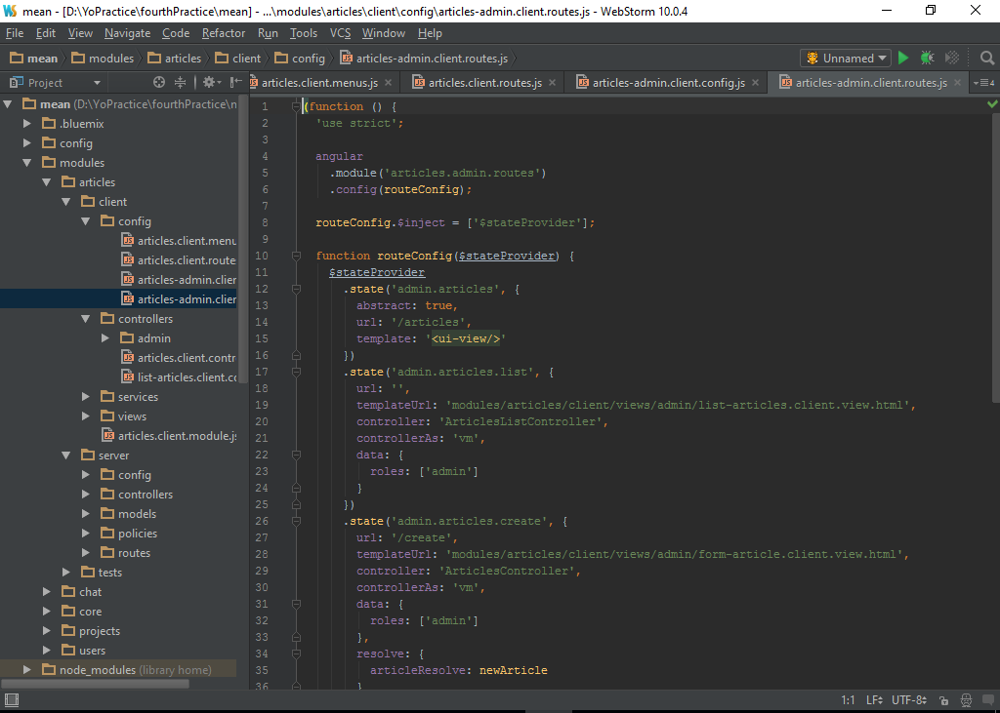 mean - [D:\YoPractice\fourthPractice\mean] - ...\modules\articles\client\config\articles-admin.client.routes.js - WebStorm 10.0.4
File Edit View Navigate Code Refactor Run Tools VCS Window Help
mean modules articles client config articles-admin.client.routes.js Unnamed
Project articles.client.menus.js articles.client.routes.js articles-admin.client.config.js articles-admin.client.routes.js 4
mean (D:\YoPractice\fourthPractice\m
.bluemix
config
modules
articles
client
config
articles.client.menu
articles.client.route
articles-admin.clier
articles-admin.clier
controllers
admin
articles.client.contr
list-articles.client.co
services
views
articles.client.module.js
server
config
controllers
models
policies
routes
tests
chat
core
projects
users
node_modules (library home)
1 (function () {
2 'use strict';
3
4 angular
5 .module('articles.admin.routes')
6 .config(routeConfig);
7
8 routeConfig.$inject = ['$stateProvider'];
9
10 function routeConfig($stateProvider) {
11 $stateProvider
12 .state('admin.articles', {
13 abstract: true,
14 url: '/articles',
15 template: '<ui-view/>'
16 })
17 .state('admin.articles.list', {
18 url: '',
19 templateUrl: 'modules/articles/client/views/admin/list-articles.client.view.html',
20 controller: 'ArticlesListController',
21 controllerAs: 'vm',
22 data: {
23 roles: ['admin']
24 }
25 })
26 .state('admin.articles.create', {
27 url: '/create',
28 templateUrl: 'modules/articles/client/views/admin/form-article.client.view.html',
29 controller: 'ArticlesController',
30 controllerAs: 'vm',
31 data: {
32 roles: ['admin']
33 },
34 resolve: {
35 articleResolve: newArticle
36 }
1:1 LF UTF-8